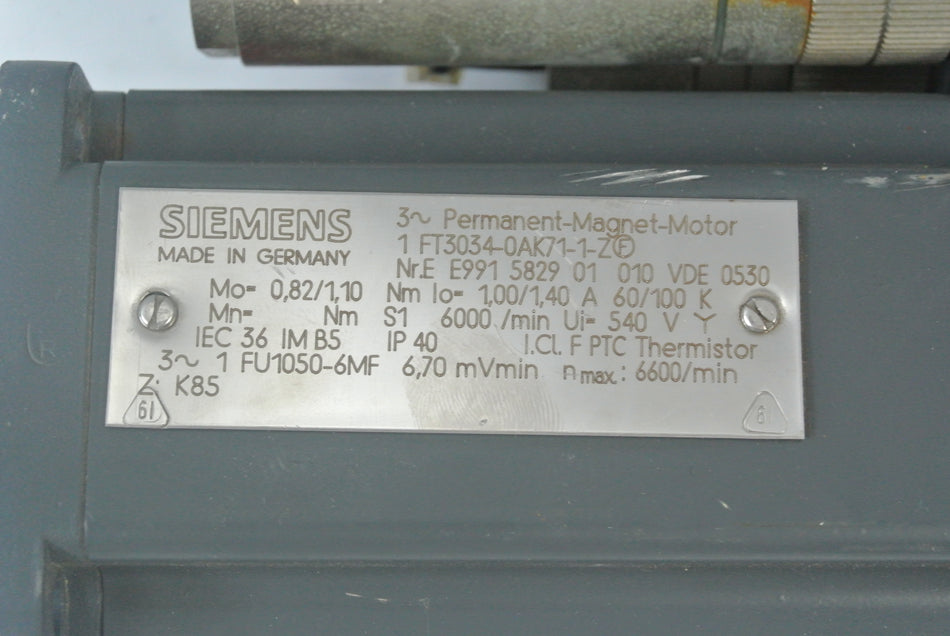 SIEMENS
MADE IN GERMANY
3~ Permanent-Magnet-Motor
1 FT3034-0AK71-1-Z Ⓕ
Nr.E E991 5829 01 010 VDE 0530
Mo= 0,82/1,10 Nm Io= 1,00/1,40 A 60/100 K
Mn= Nm S1 6000 /min Ui= 540 V Y
IEC 36 IM B5 IP 40 I.Cl. F PTC Thermistor
3~ 1 FU1050-6MF 6,70 mVmin nmax.: 6600/min
Z: K85
61
61